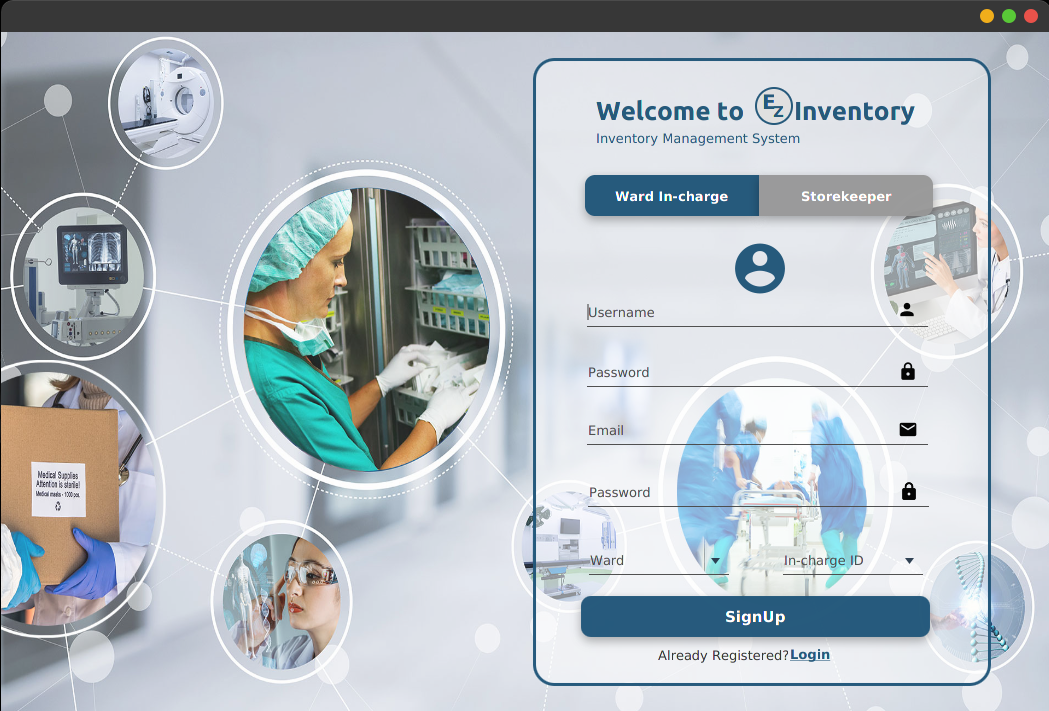 Welcome to EZ Inventory
Inventory Management System
Ward In-charge Storekeeper
Username
Password
Email
Password
Ward In-charge ID
SignUp
Already Registered?Login
Medical Supplies
Attention is sterile!
Medical masks - 1000 pcs.